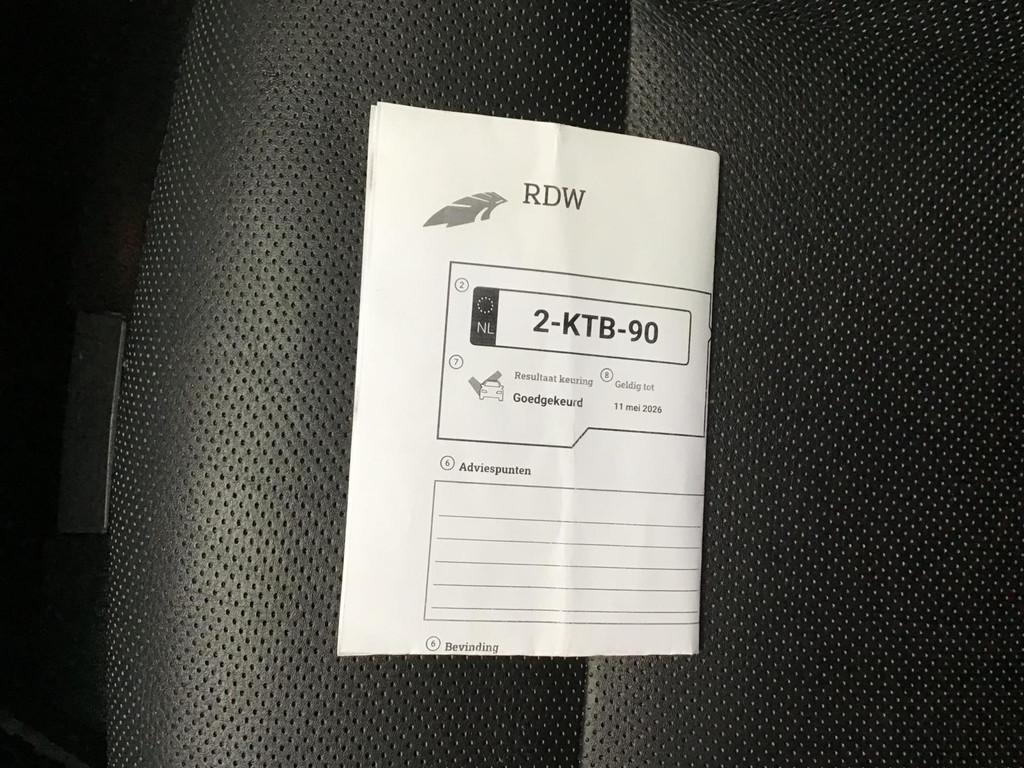 RDW
2
NL
2-KTB-90
7
Resultaat keuring
8
Geldig tot
Goedgekeurd
11 mei 2026
6 Adviespunten
6 Bevinding